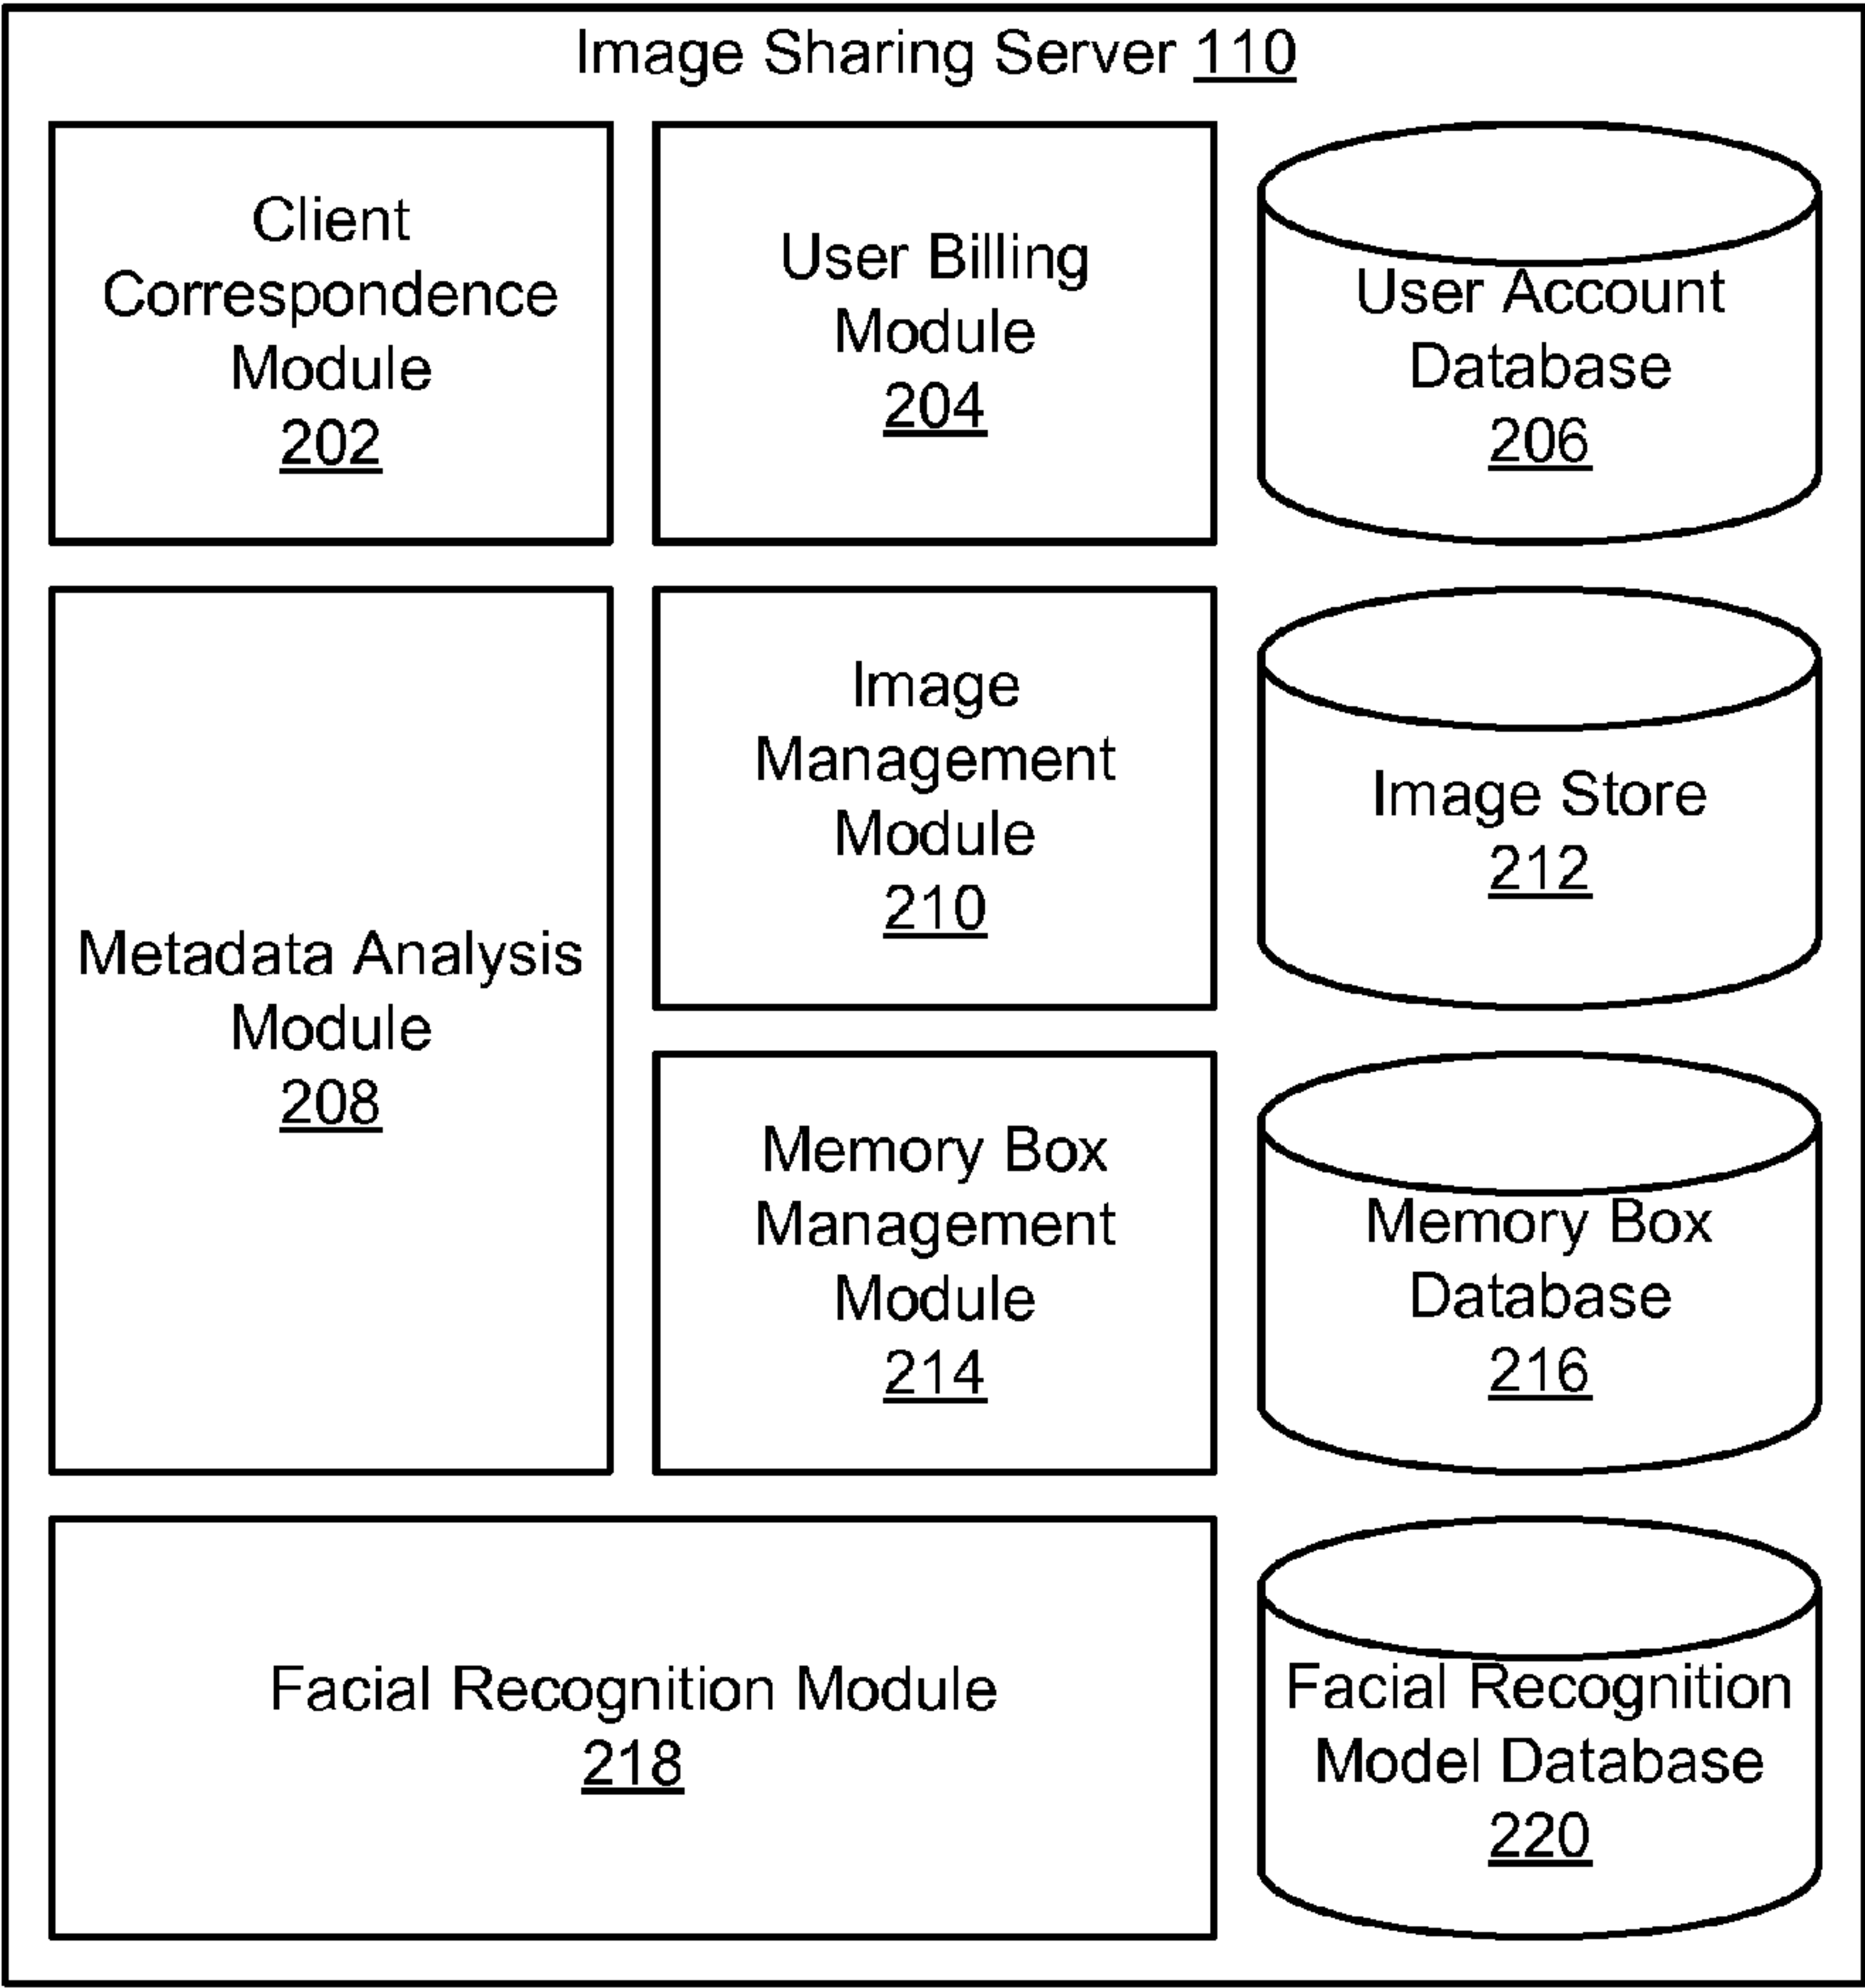 Image Sharing Server 110
Client
Correspondence
Module
202
User Billing
Module
204
User Account
Database
206
Metadata Analysis
Module
208
Image
Management
Module
210
Image Store
212
Memory Box
Management
Module
214
Memory Box
Database
216
Facial Recognition Module
218
Facial Recognition
Model Database
220